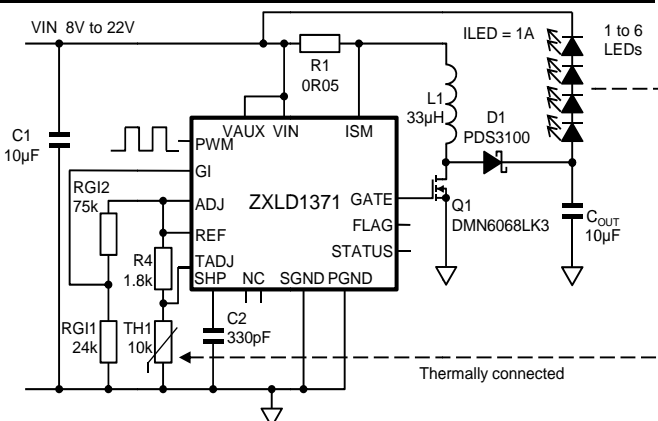 VIN 8V to 22V
ILED = 1A
1 to 6
LEDs
R1
0R05
L1
33µH
D1
PDS3100
C1
10µF
VAUX VIN ISM
PWM
GI
ADJ
REF
TADJ
SHP
NC
SGND PGND
ZXLD1371
GATE
FLAG
STATUS
RGI2
75k
R4
1.8k
RGI1
24k
TH1
10k
C2
330pF
Q1
DMN6068LK3
COUT
10µF
Thermally connected